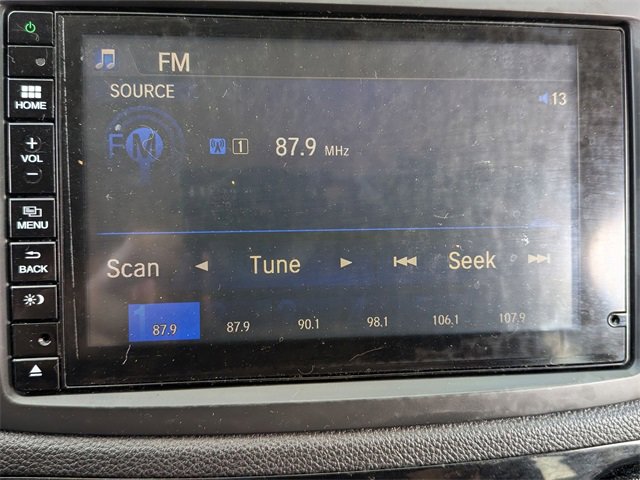 FM
SOURCE
13
FM
1 87.9 MHz
Scan Tune Seek
1
87.9 87.9 90.1 98.1 106.1 107.9
HOME
+
VOL
−
MENU
BACK